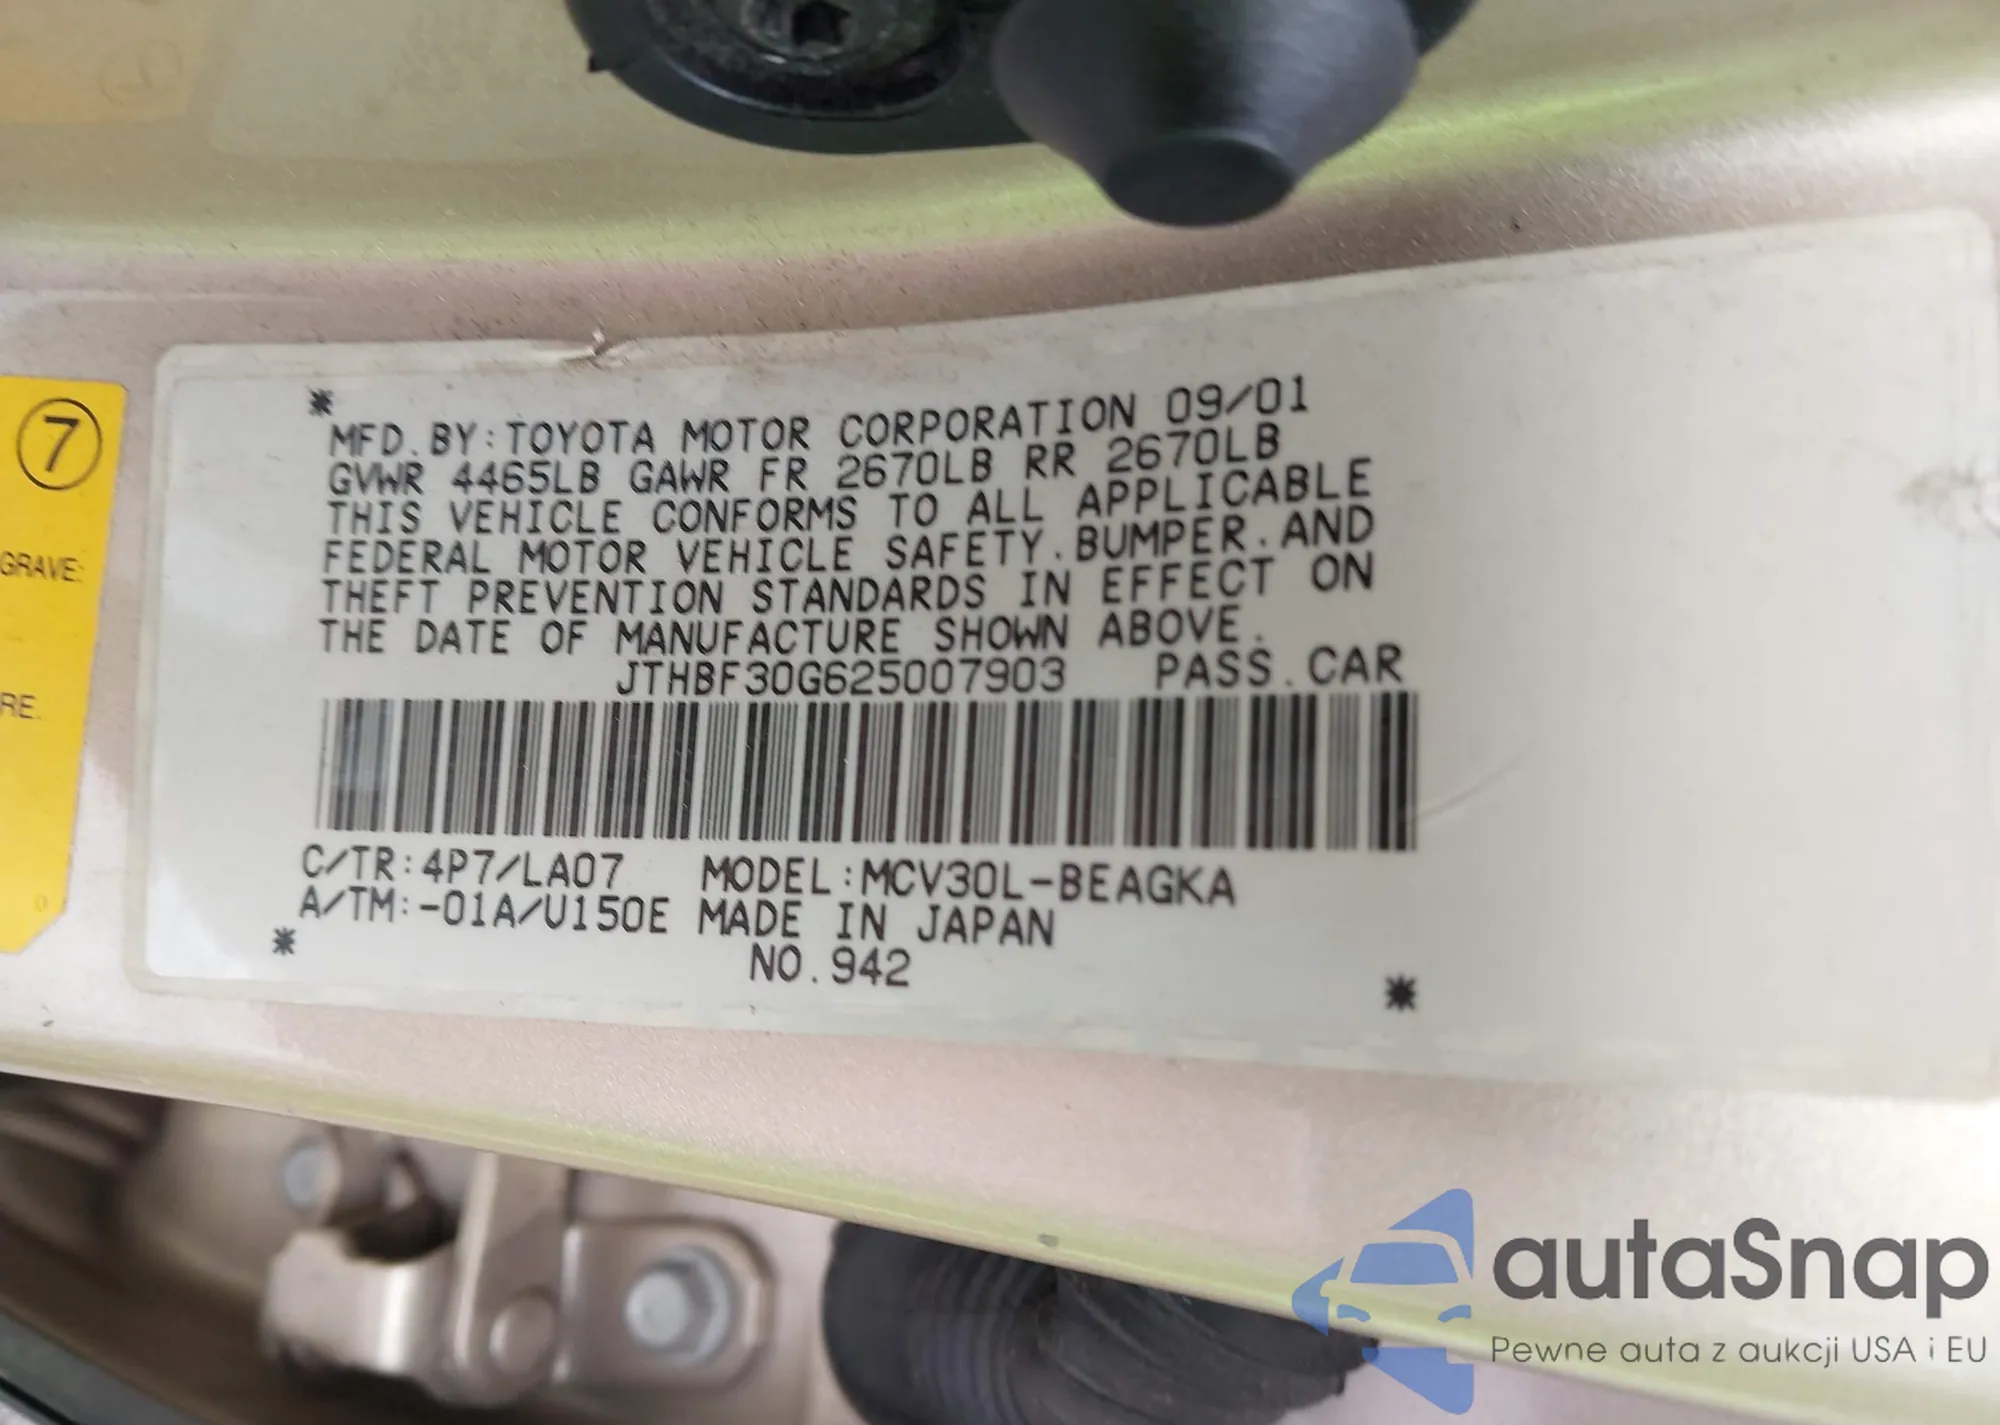 7
GRAVE:
RE.
*
MFD. BY: TOYOTA MOTOR CORPORATION 09/01
GVWR 4465LB GAWR FR 2670LB RR 2670LB
THIS VEHICLE CONFORMS TO ALL APPLICABLE
FEDERAL MOTOR VEHICLE SAFETY. BUMPER. AND
THEFT PREVENTION STANDARDS IN EFFECT ON
THE DATE OF MANUFACTURE SHOWN ABOVE.
JTHBF30G625007903 PASS. CAR
C/TR: 4P7/LA07 MODEL: MCV30L-BEAGKA
A/TM: -01A/U150E MADE IN JAPAN
* NO. 942 *
autaSnap
Pewne auta z aukcji USA i EU